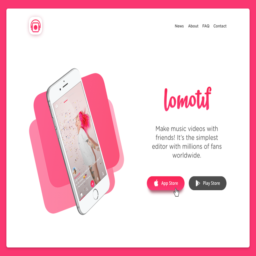 News About FAQ Contact
lomotif
Make music videos with
friends! It's the simplest
editor with millions of fans
worldwide.
App Store
Play Store